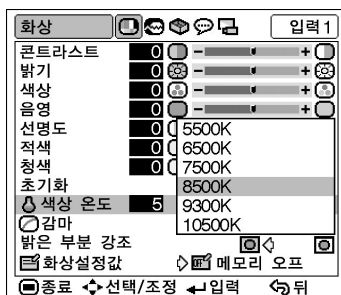 화상 입력1
콘트라스트 0 - +
밝기 0 - +
색상 0 - +
음영 0 - +
선명도 0 5500K
적색 0 6500K
청색 0 7500K
초기화 8500K
색상 온도 5 9300K
감마 10500K
밝은 부분 강조
화상설정값 메모리 오프
종료 선택/조정 입력 뒤